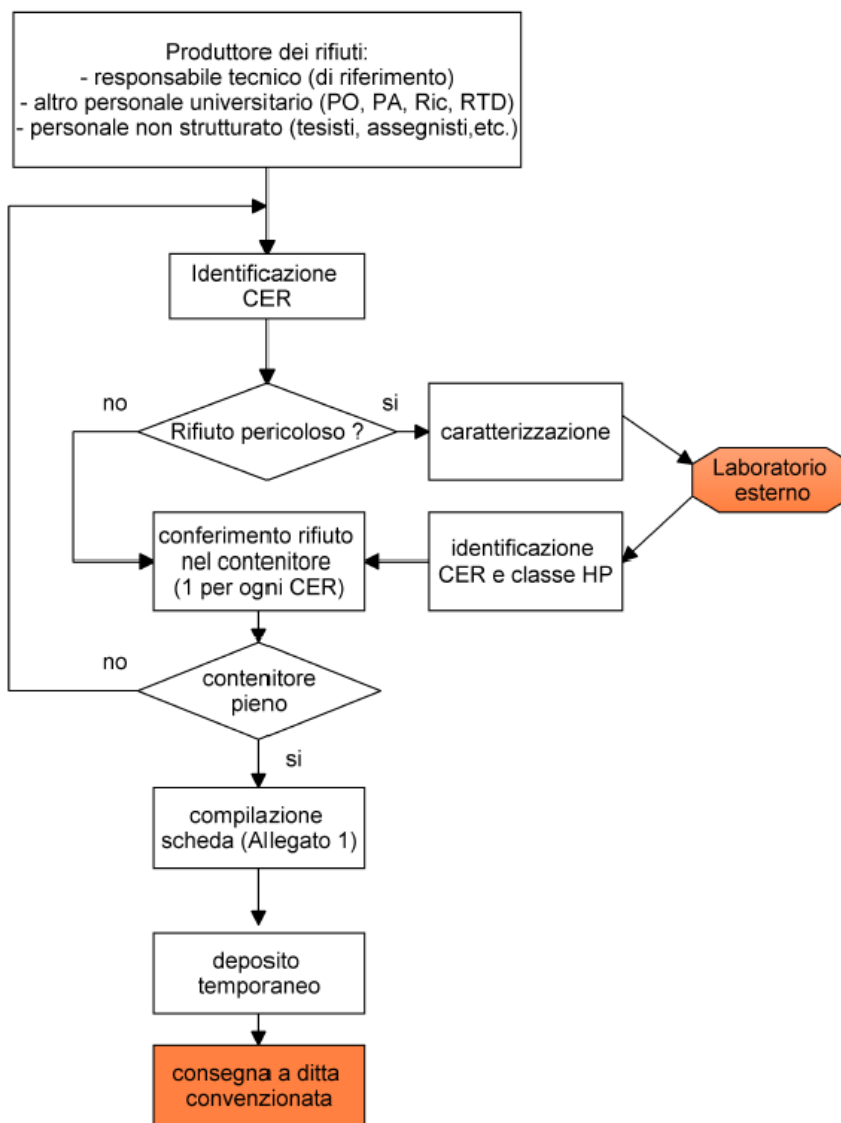 Produttore dei rifiuti:
- responsabile tecnico (di riferimento)
- altro personale universitario (PO, PA, Ric, RTD)
- personale non strutturato (tesisti, assegnisti,etc.)
Identificazione
CER
no
si
Rifiuto pericoloso ?
caratterizzazione
Laboratorio
esterno
conferimento rifiuto
nel contenitore
(1 per ogni CER)
identificazione
CER e classe HP
no
contenitore
pieno
si
compilazione
scheda (Allegato 1)
deposito
temporaneo
consegna a ditta
convenzionata